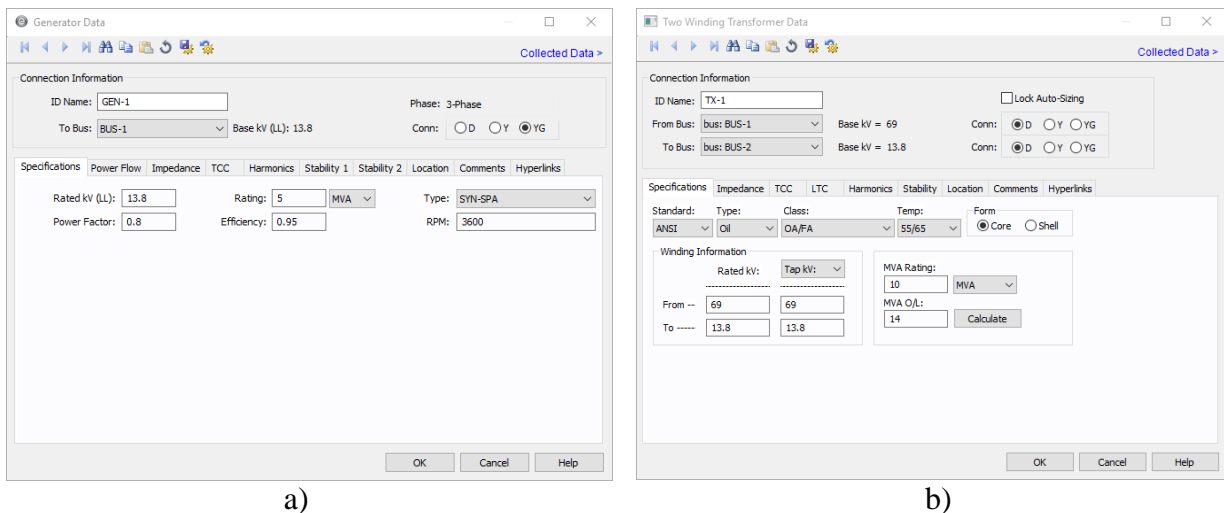 Generator Data
Collected Data >
Connection Information
ID Name: GEN-1 Phase: 3-Phase
To Bus: BUS-1 Base kV (LL): 13.8 Conn: D Y YG
Specifications Power Flow Impedance TCC Harmonics Stability 1 Stability 2 Location Comments Hyperlinks
Rated kV (LL): 13.8 Rating: 5 MVA Type: SYN-SPA
Power Factor: 0.8 Efficiency: 0.95 RPM: 3600
OK Cancel Help
a)
Two Winding Transformer Data
Collected Data >
Connection Information
ID Name: TX-1 Lock Auto-Sizing
From Bus: bus: BUS-1 Base kV = 69 Conn: D Y YG
To Bus: bus: BUS-2 Base kV = 13.8 Conn: D Y YG
Specifications Impedance TCC LTC Harmonics Stability Location Comments Hyperlinks
Standard: Type: Class: Temp: Form
ANSI Oil OA/FA 55/65 Core Shell
Winding Information
Rated kV: Tap kV: MVA Rating:
10 MVA
From -- 69 69 MVA O/L:
To ----- 13.8 13.8 14 Calculate
OK Cancel Help
b)